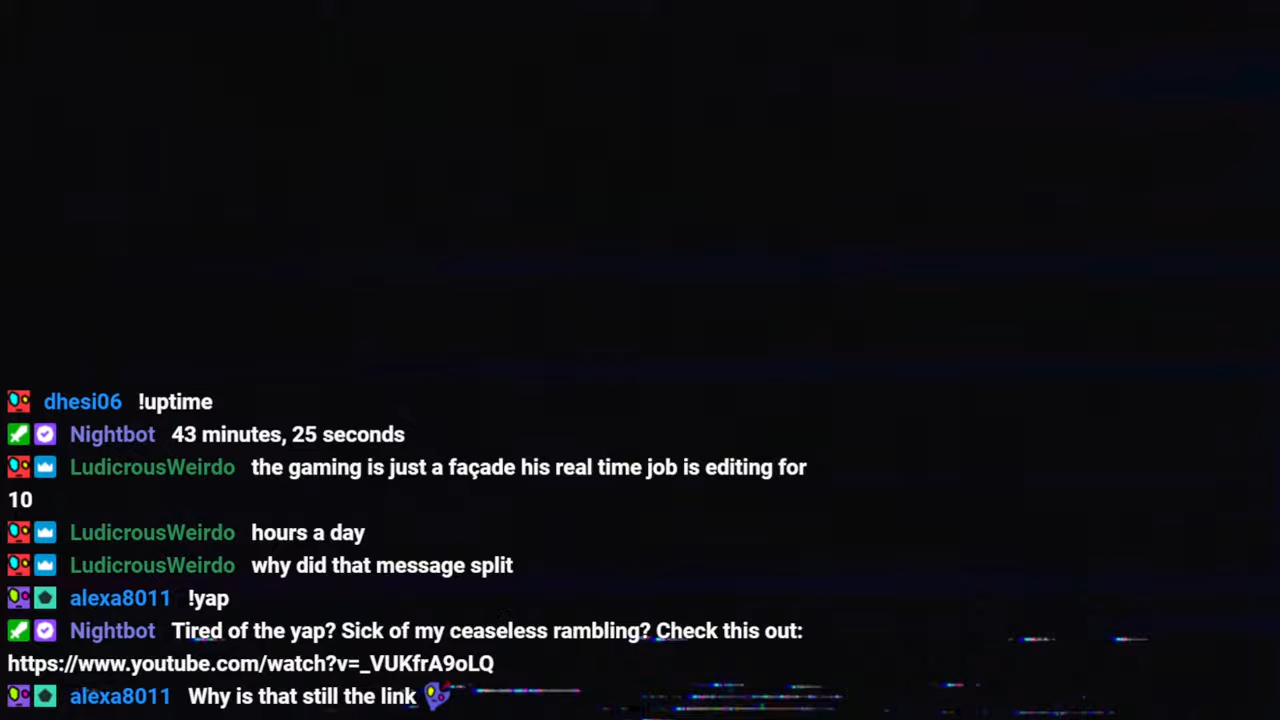 dhesi06 !uptime
Nightbot 43 minutes, 25 seconds
LudicrousWeirdo the gaming is just a façade his real time job is editing for
10
LudicrousWeirdo hours a day
LudicrousWeirdo why did that message split
alexa8011 !yap
Nightbot Tired of the yap? Sick of my ceaseless rambling? Check this out:
https://www.youtube.com/watch?v=_VUKfrA9oLQ
alexa8011 Why is that still the link